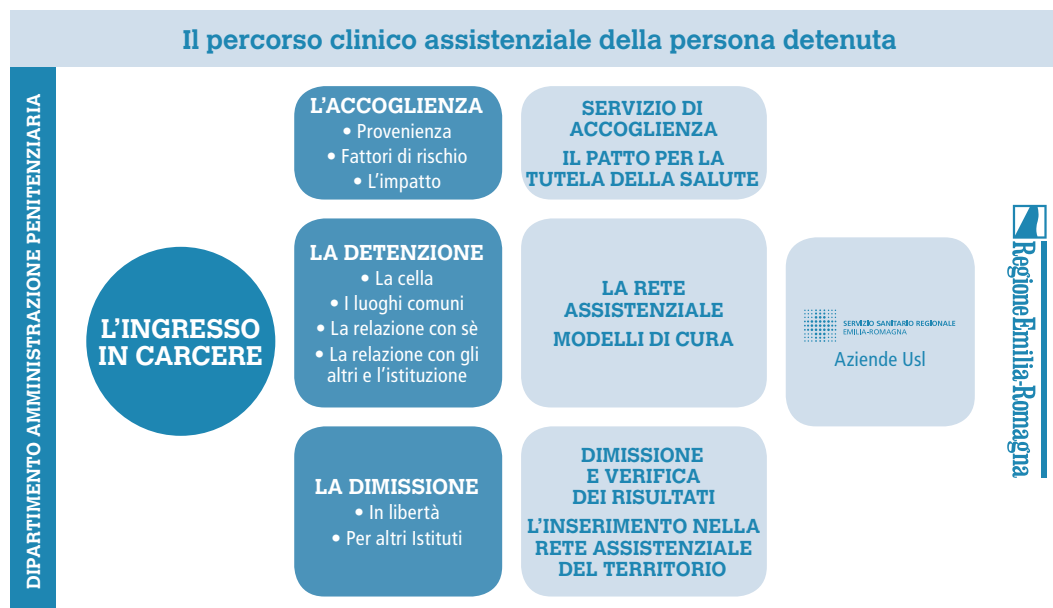 Il percorso clinico assistenziale della persona detenuta
DIPARTIMENTO AMMINISTRAZIONE PENITENZIARIA
L'INGRESSO
IN CARCERE
L'ACCOGLIENZA
• Provenienza
• Fattori di rischio
• L'impatto
SERVIZIO DI
ACCOGLIENZA
IL PATTO PER LA
TUTELA DELLA SALUTE
LA DETENZIONE
• La cella
• I luoghi comuni
• La relazione con sè
• La relazione con gli
altri e l'istituzione
LA RETE
ASSISTENZIALE
MODELLI DI CURA
LA DIMISSIONE
• In libertà
• Per altri Istituti
DIMISSIONE
E VERIFICA
DEI RISULTATI
L'INSERIMENTO NELLA
RETE ASSISTENZIALE
DEL TERRITORIO
SERVIZIO SANITARIO REGIONALE
EMILIA-ROMAGNA
Aziende Usl
RegioneEmilia-Romagna